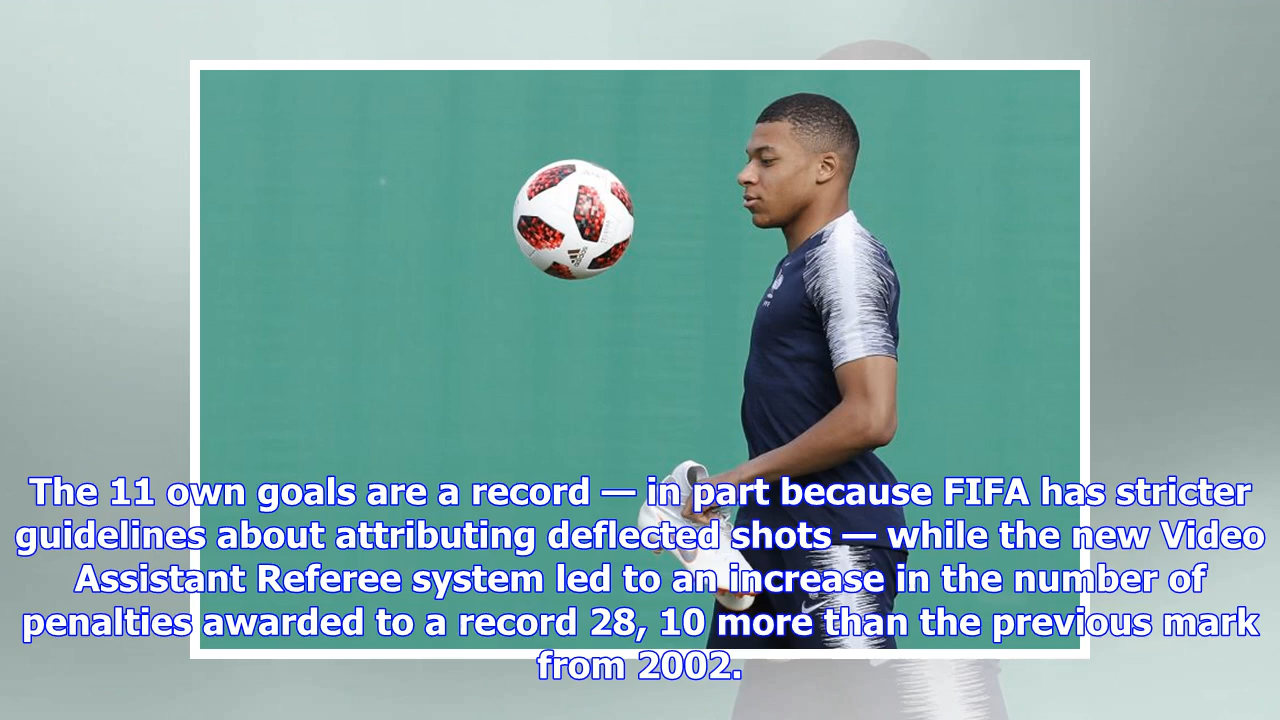 adidas
The 11 own goals are a record — in part because FIFA has stricter
guidelines about attributing deflected shots — while the new Video
Assistant Referee system led to an increase in the number of
penalties awarded to a record 28, 10 more than the previous mark
from 2002.